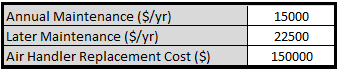 Annual Maintenance ($/yr) 15000
Later Maintenance ($/yr) 22500
Air Handler Replacement Cost ($) 150000